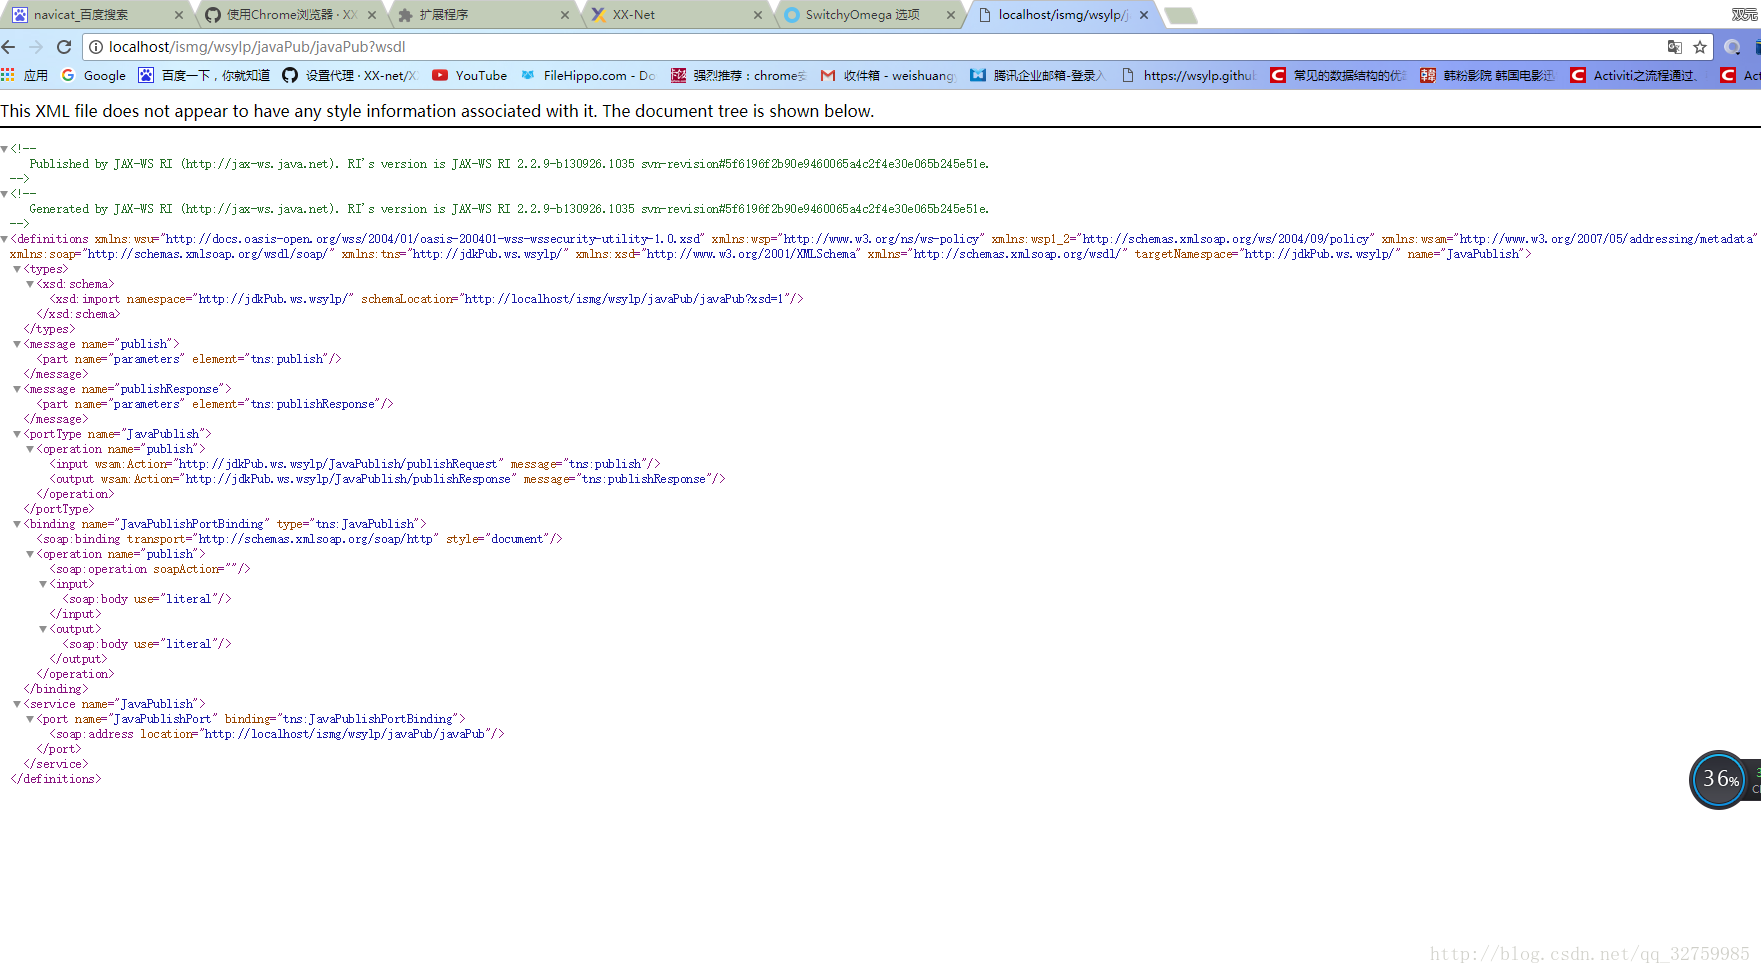 navicat_百度搜索
使用Chrome浏览器 · XX
扩展程序
XX-Net
SwitchyOmega 选项
localhost/ismg/wsylp/j
双元
localhost/ismg/wsylp/javaPub/javaPub?wsdl
应用
Google
百度一下，你就知道
设置代理 · XX-net/X
YouTube
FileHippo.com - Do
强烈推荐：chrome安
收件箱 - weishuang
腾讯企业邮箱-登录入
https://wsylp.github
常见的数据结构的优
韩粉影院 韩国电影迅
Activiti之流程通过、
Act
This XML file does not appear to have any style information associated with it. The document tree is shown below.
▼<!--
Published by JAX-WS RI (http://jax-ws.java.net). RI's version is JAX-WS RI 2.2.9-b130926.1035 svn-revision#5f6196f2b90e9460065a4c2f4e30e065b245e51e.
-->
▼<!--
Generated by JAX-WS RI (http://jax-ws.java.net). RI's version is JAX-WS RI 2.2.9-b130926.1035 svn-revision#5f6196f2b90e9460065a4c2f4e30e065b245e51e.
-->
▼<definitions xmlns:wsu="http://docs.oasis-open.org/wss/2004/01/oasis-200401-wss-wssecurity-utility-1.0.xsd" xmlns:wsp="http://www.w3.org/ns/ws-policy" xmlns:wsp1_2="http://schemas.xmlsoap.org/ws/2004/09/policy" xmlns:wsam="http://www.w3.org/2007/05/addressing/metadata"
xmlns:soap="http://schemas.xmlsoap.org/wsdl/soap/" xmlns:tns="http://jdkPub.ws.wsylp/" xmlns:xsd="http://www.w3.org/2001/XMLSchema" xmlns="http://schemas.xmlsoap.org/wsdl/" targetNamespace="http://jdkPub.ws.wsylp/" name="JavaPublish">
▼<types>
▼<xsd:schema>
<xsd:import namespace="http://jdkPub.ws.wsylp/" schemaLocation="http://localhost/ismg/wsylp/javaPub/javaPub?xsd=1"/>
</xsd:schema>
</types>
▼<message name="publish">
<part name="parameters" element="tns:publish"/>
</message>
▼<message name="publishResponse">
<part name="parameters" element="tns:publishResponse"/>
</message>
▼<portType name="JavaPublish">
▼<operation name="publish">
<input wsam:Action="http://jdkPub.ws.wsylp/JavaPublish/publishRequest" message="tns:publish"/>
<output wsam:Action="http://jdkPub.ws.wsylp/JavaPublish/publishResponse" message="tns:publishResponse"/>
</operation>
</portType>
▼<binding name="JavaPublishPortBinding" type="tns:JavaPublish">
<soap:binding transport="http://schemas.xmlsoap.org/soap/http" style="document"/>
▼<operation name="publish">
<soap:operation soapAction=""/>
▼<input>
<soap:body use="literal"/>
</input>
▼<output>
<soap:body use="literal"/>
</output>
</operation>
</binding>
▼<service name="JavaPublish">
▼<port name="JavaPublishPort" binding="tns:JavaPublishPortBinding">
<soap:address location="http://localhost/ismg/wsylp/javaPub/javaPub"/>
</port>
</service>
</definitions>
36%
http://blog.csdn.net/qq_32759985